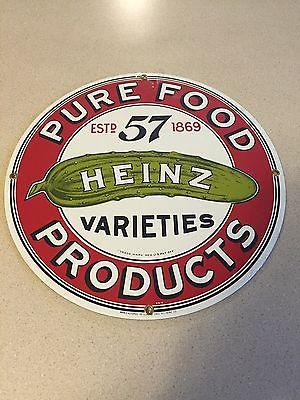 PURE FOOD
ESTD 57 1869
HEINZ
VARIETIES
PRODUCTS